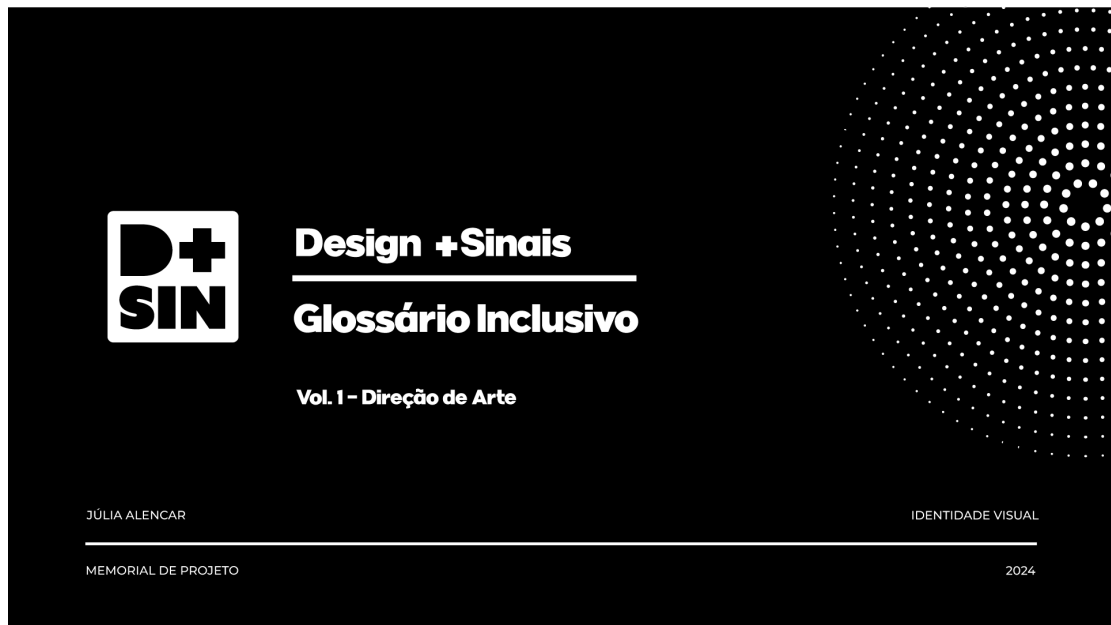 D+
SIN
Design +Sinais
Glossário Inclusivo
Vol. 1 - Direção de Arte
JÚLIA ALENCAR
IDENTIDADE VISUAL
MEMORIAL DE PROJETO
2024